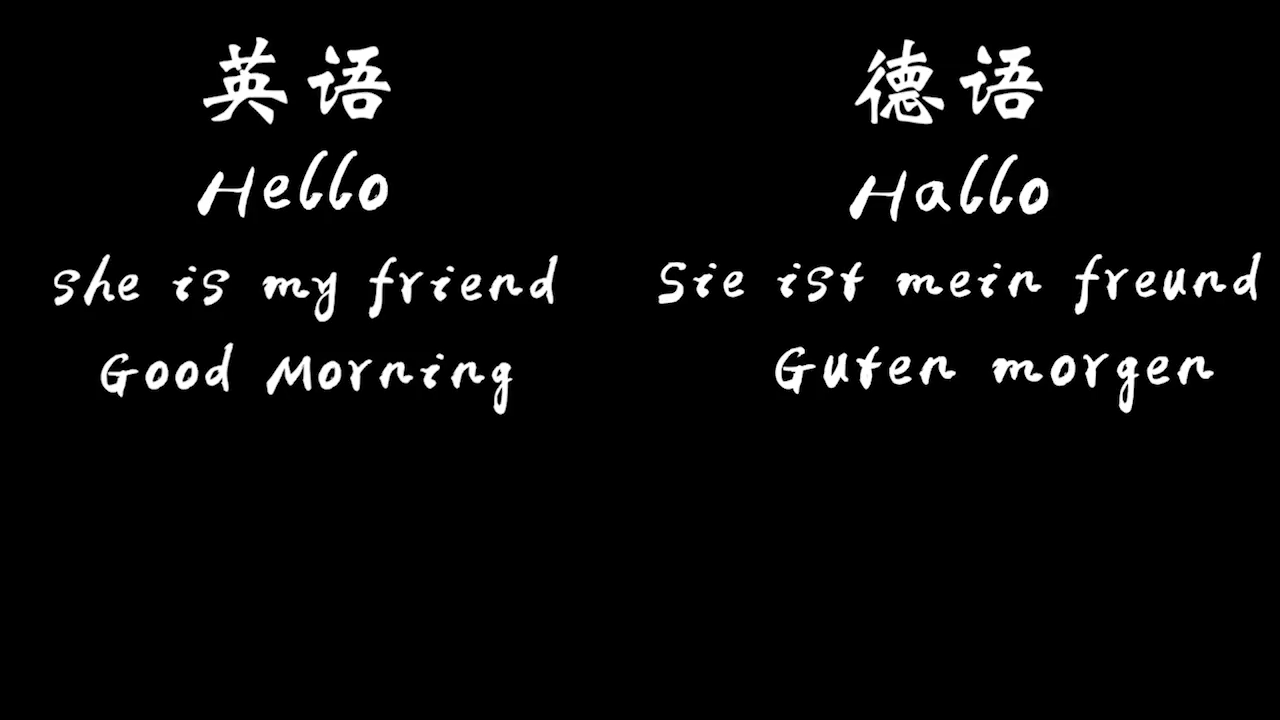 英语
德语
Hello
Hallo
she is my friend
Sie ist mein freund
Good Morning
Guten morgen